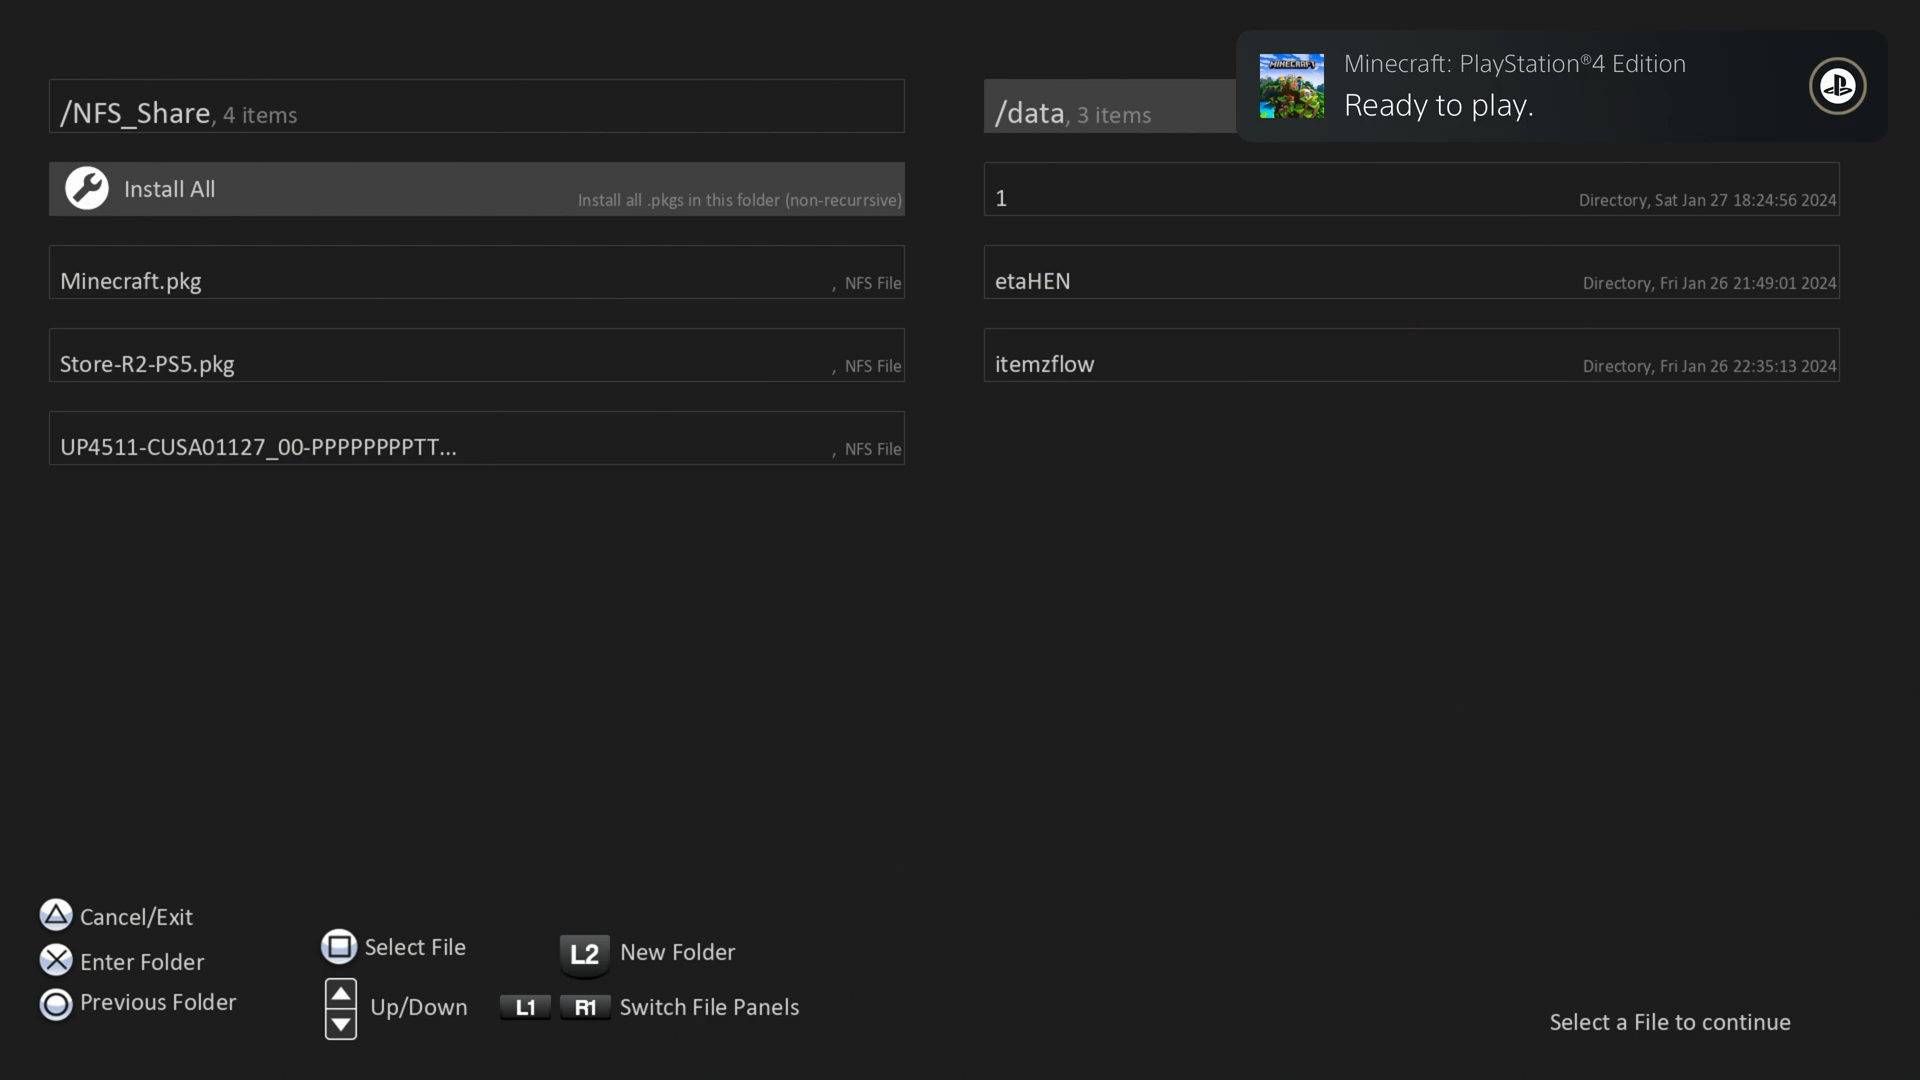 /NFS_Share, 4 items
Install All
Install all .pkgs in this folder (non-recurrsive)
Minecraft.pkg
, NFS File
Store-R2-PS5.pkg
, NFS File
UP4511-CUSA01127_00-PPPPPPPPTT...
, NFS File
/data, 3 items
MINECRAFT
Minecraft: PlayStation®4 Edition
Ready to play.
1
Directory, Sat Jan 27 18:24:56 2024
etaHEN
Directory, Fri Jan 26 21:49:01 2024
itemzflow
Directory, Fri Jan 26 22:35:13 2024
Cancel/Exit
Enter Folder
Previous Folder
Select File
Up/Down
L2 New Folder
L1 R1 Switch File Panels
Select a File to continue